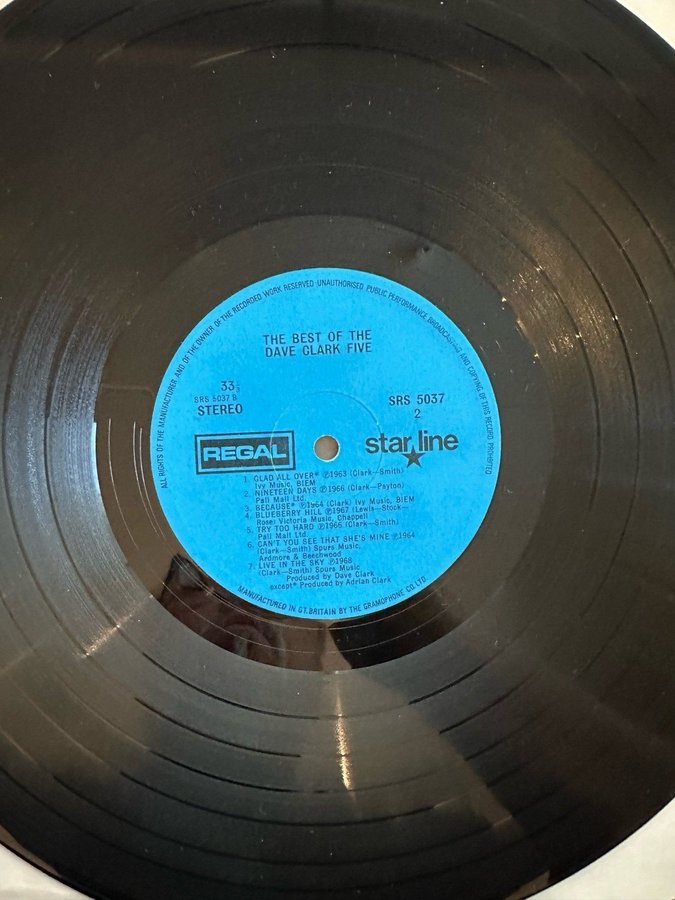 ALL RIGHTS OF THE MANUFACTURER AND OF THE OWNER OF THE RECORDED WORK RESERVED UNAUTHORISED PUBLIC PERFORMANCE BROADCASTING AND COPYING OF THIS RECORD PROHIBITED
THE BEST OF THE
DAVE CLARK FIVE
33⅓
SRS 5037 B
STEREO
SRS 5037
2
REGAL
starline
1. GLAD ALL OVER* ℗1963 (Clark—Smith)
Ivy Music, BIEM
2. NINETEEN DAYS ℗1966 (Clark—Payton)
Pall Mall Ltd.
3. BECAUSE* ℗1964 (Clark) Ivy Music, BIEM
4. BLUEBERRY HILL ℗1967 (Lewis—Stock—
Rose) Victoria Music, Chappell
5. TRY TOO HARD ℗1966 (Clark—Smith)
Pall Mall Ltd.
6. CAN'T YOU SEE THAT SHE'S MINE ℗1964
(Clark—Smith) Spurs Music,
Ardmore & Beechwood
7. LIVE IN THE SKY ℗1968
(Clark—Smith) Spurs Music
Produced by Dave Clark
except* Produced by Adrian Clark
MANUFACTURED IN GT. BRITAIN BY THE GRAMOPHONE CO. LTD.